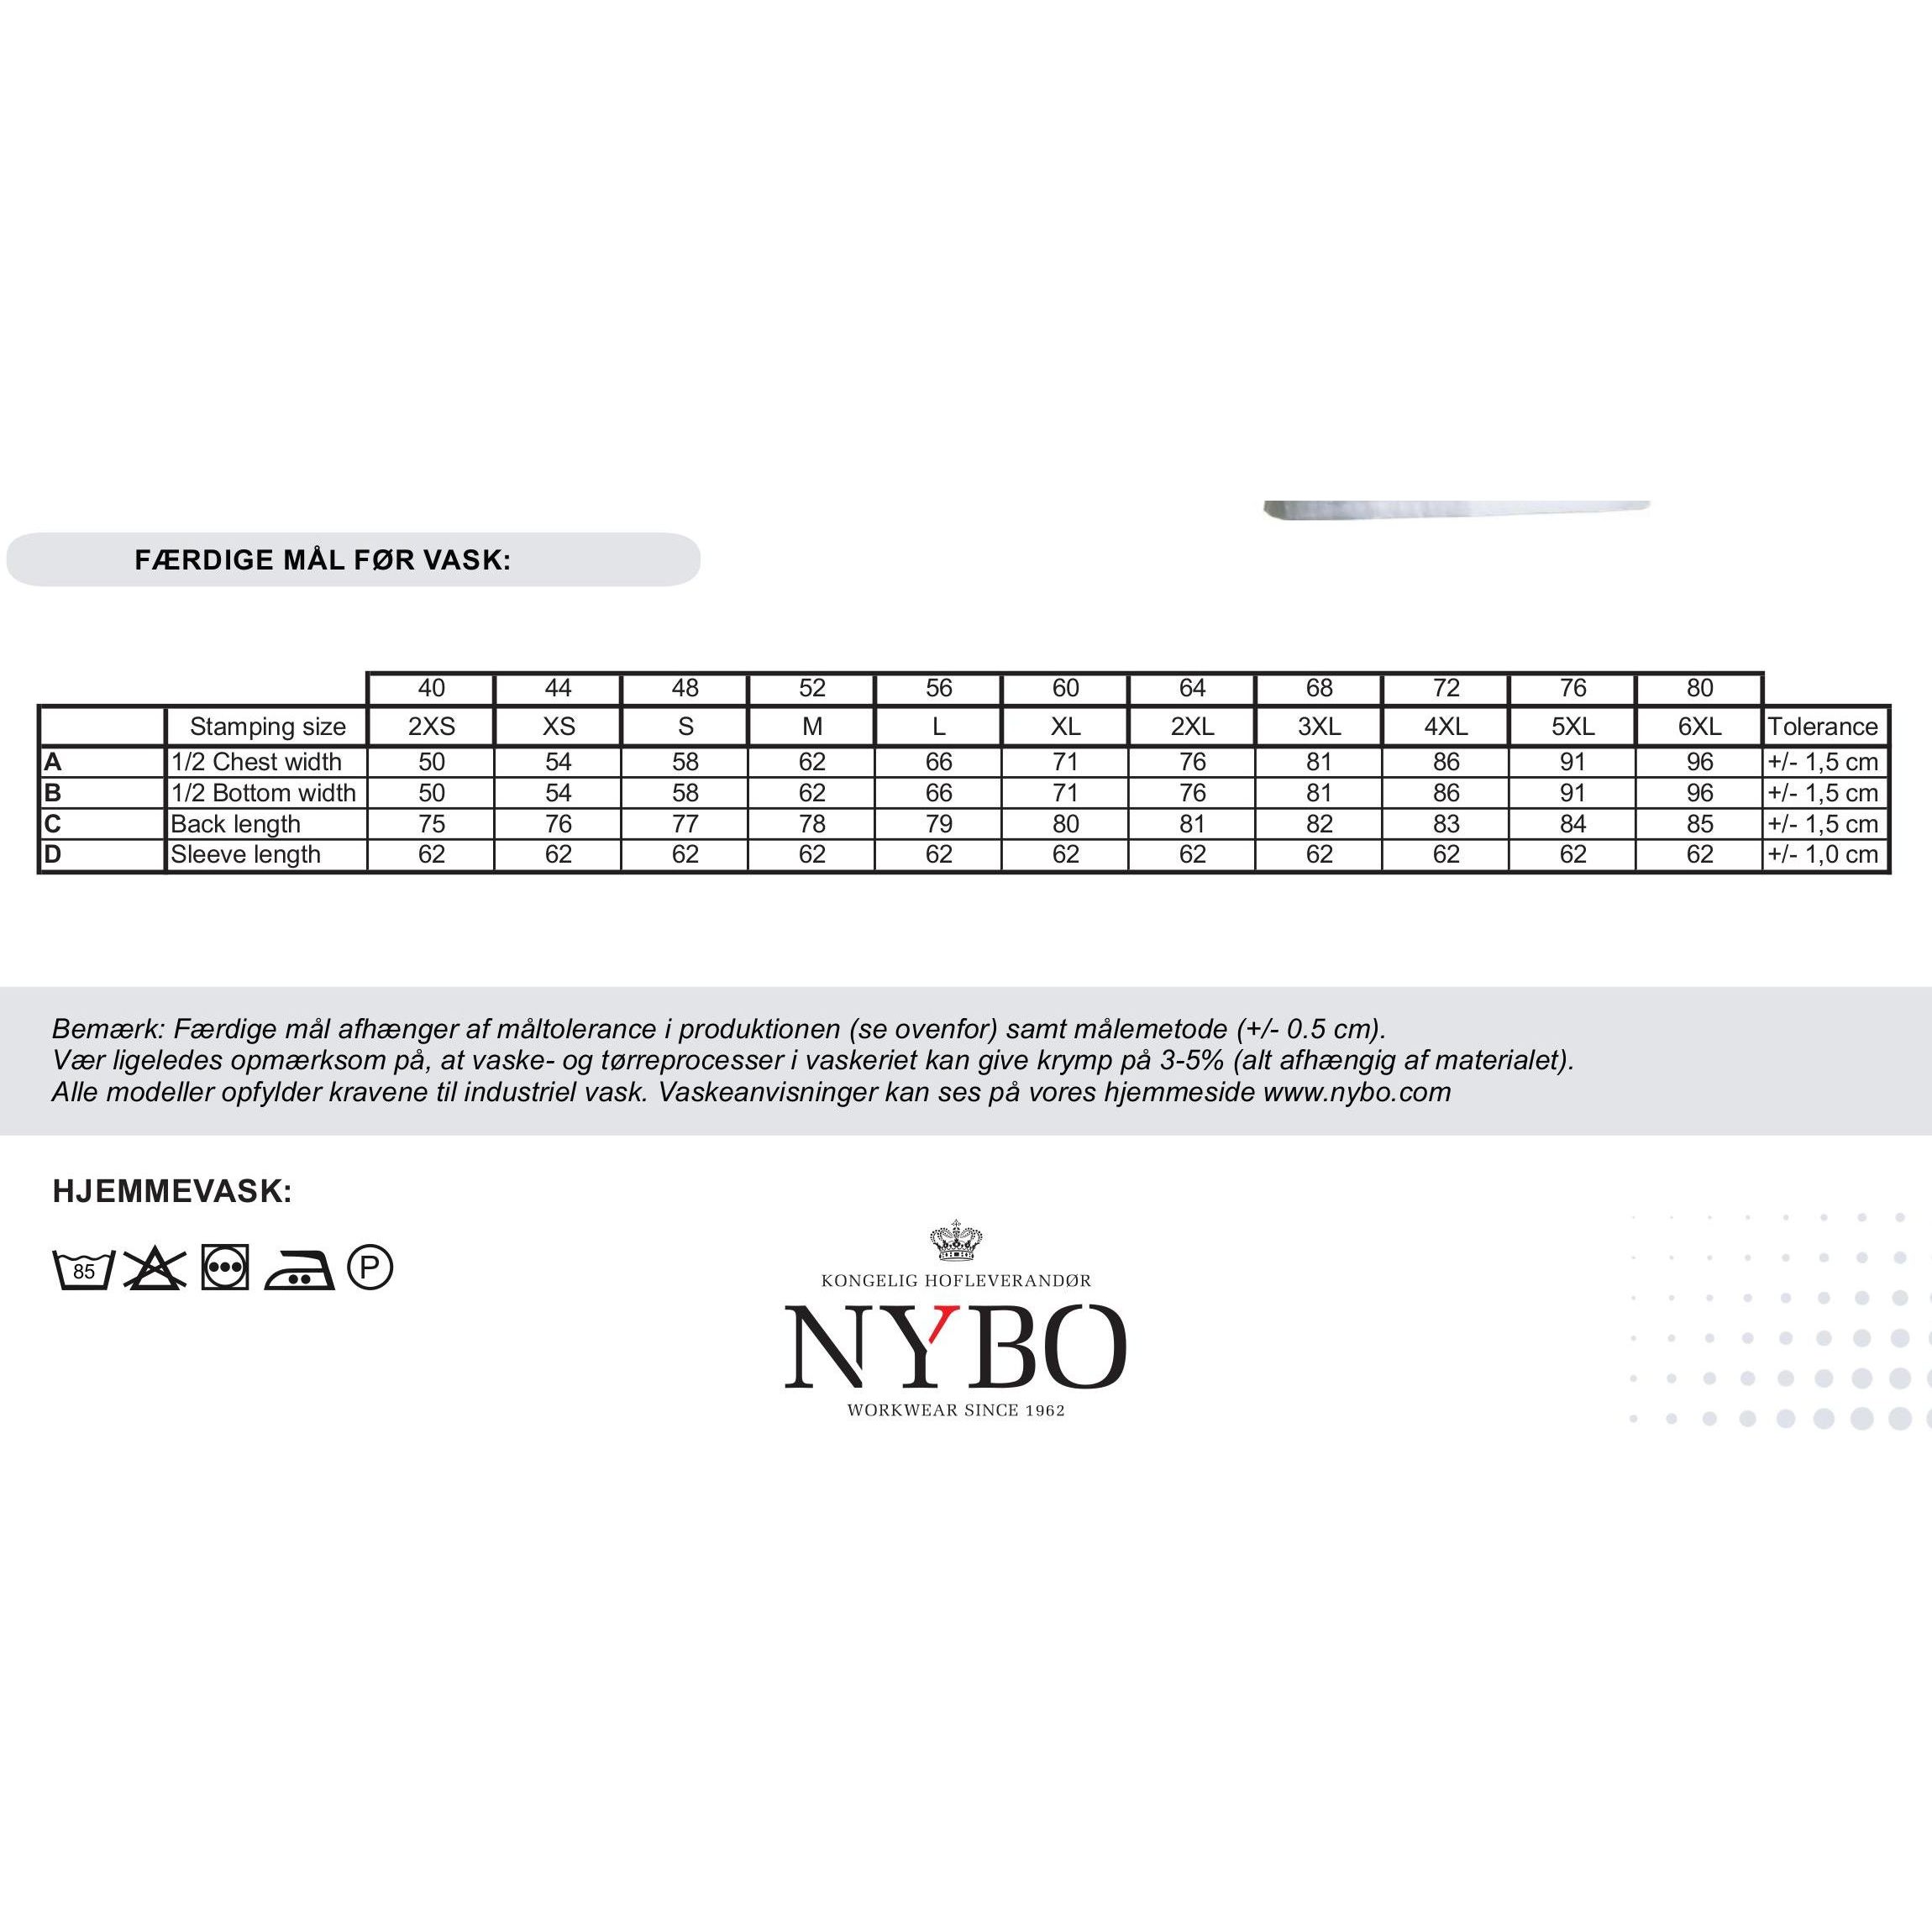 FÆRDIGE MÅL FØR VASK:
40 44 48 52 56 60 64 68 72 76 80
Stamping size 2XS XS S M L XL 2XL 3XL 4XL 5XL 6XL Tolerance
A 1/2 Chest width 50 54 58 62 66 71 76 81 86 91 96 +/- 1,5 cm
B 1/2 Bottom width 50 54 58 62 66 71 76 81 86 91 96 +/- 1,5 cm
C Back length 75 76 77 78 79 80 81 82 83 84 85 +/- 1,5 cm
D Sleeve length 62 62 62 62 62 62 62 62 62 62 62 +/- 1,0 cm
Bemærk: Færdige mål afhænger af måltolerance i produktionen (se ovenfor) samt målemetode (+/- 0.5 cm).
Vær ligeledes opmærksom på, at vaske- og tørreprocesser i vaskeriet kan give krymp på 3-5% (alt afhængig af materialet).
Alle modeller opfylder kravene til industriel vask. Vaskeanvisninger kan ses på vores hjemmeside www.nybo.com
HJEMMEVASK:
85 P
KONGELIG HOFLEVERANDØR
NYBO
WORKWEAR SINCE 1962